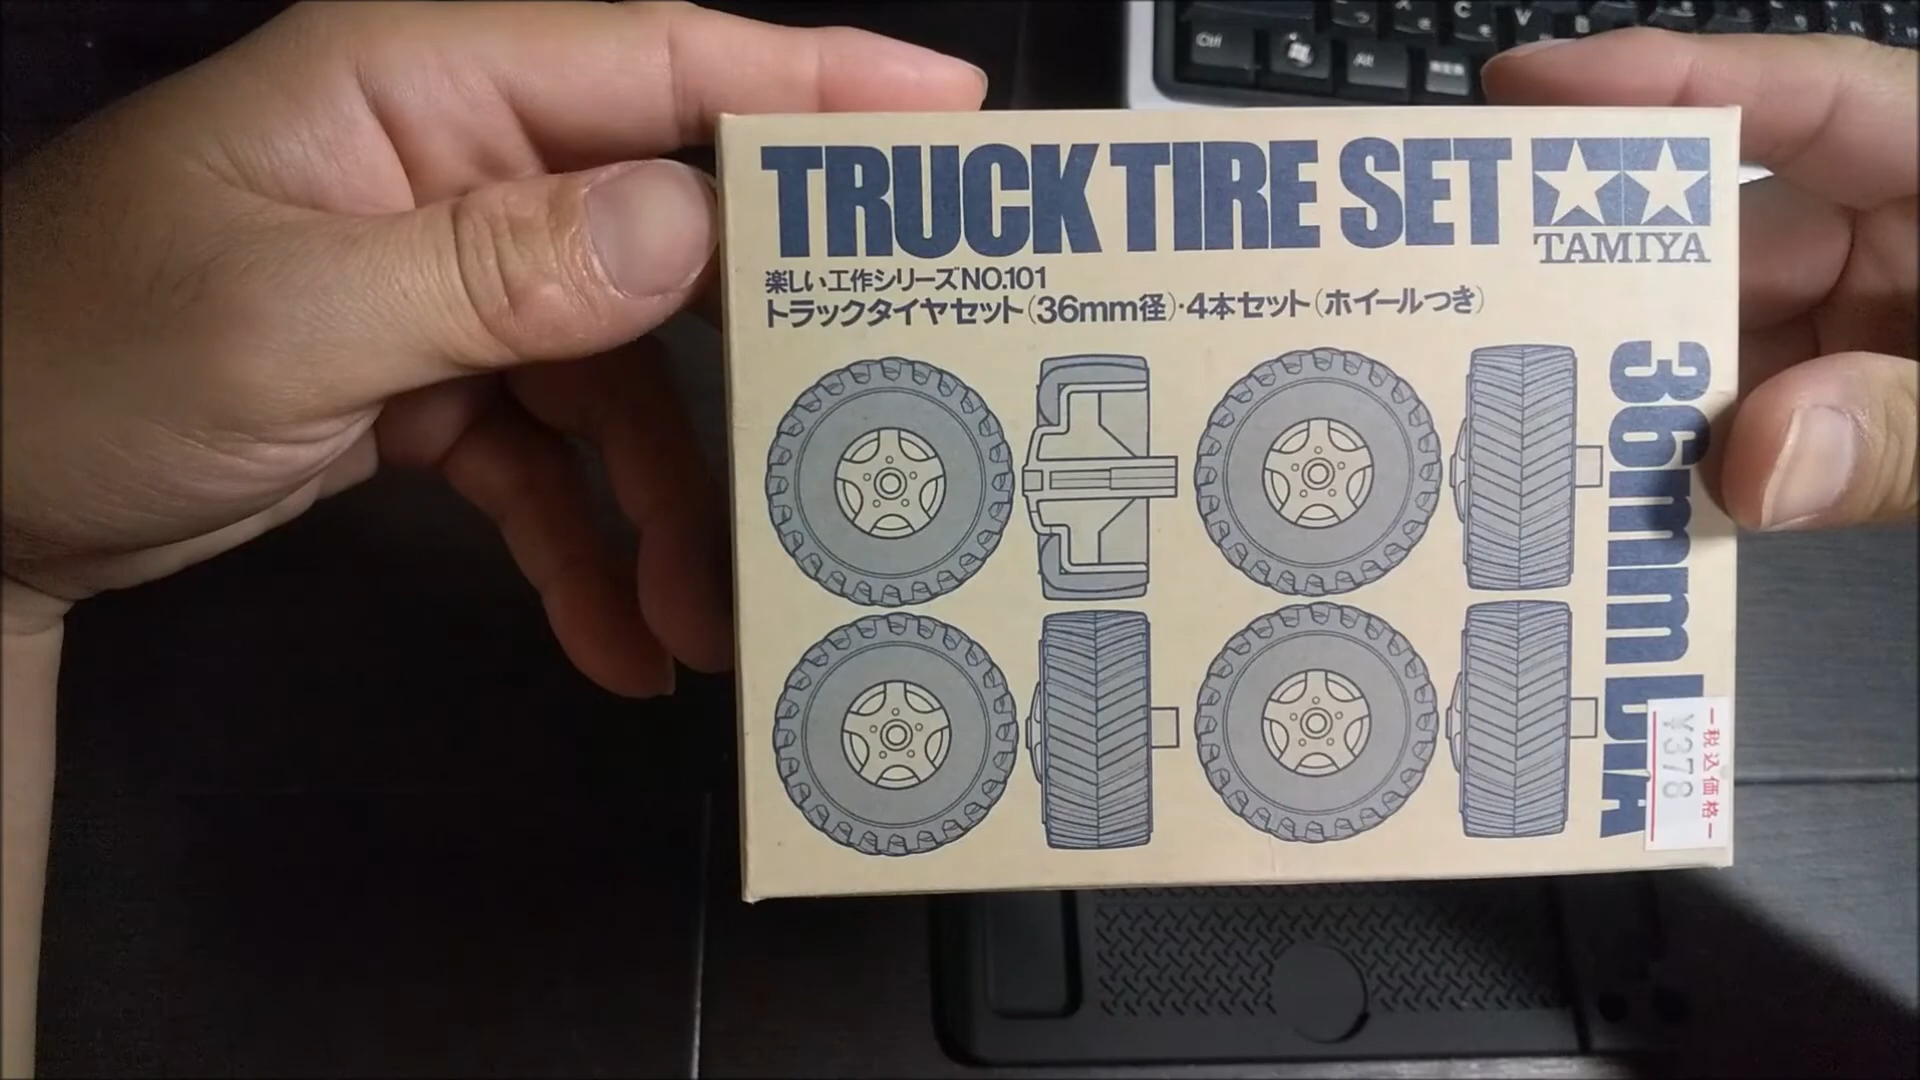 Ctrl
Alt
C
V
B
TRUCK TIRE SET
TAMIYA
楽しい工作シリーズNO.101
トラックタイヤセット(36mm径)・4本セット(ホイールつき)
36mm DIA
税込価格
¥378